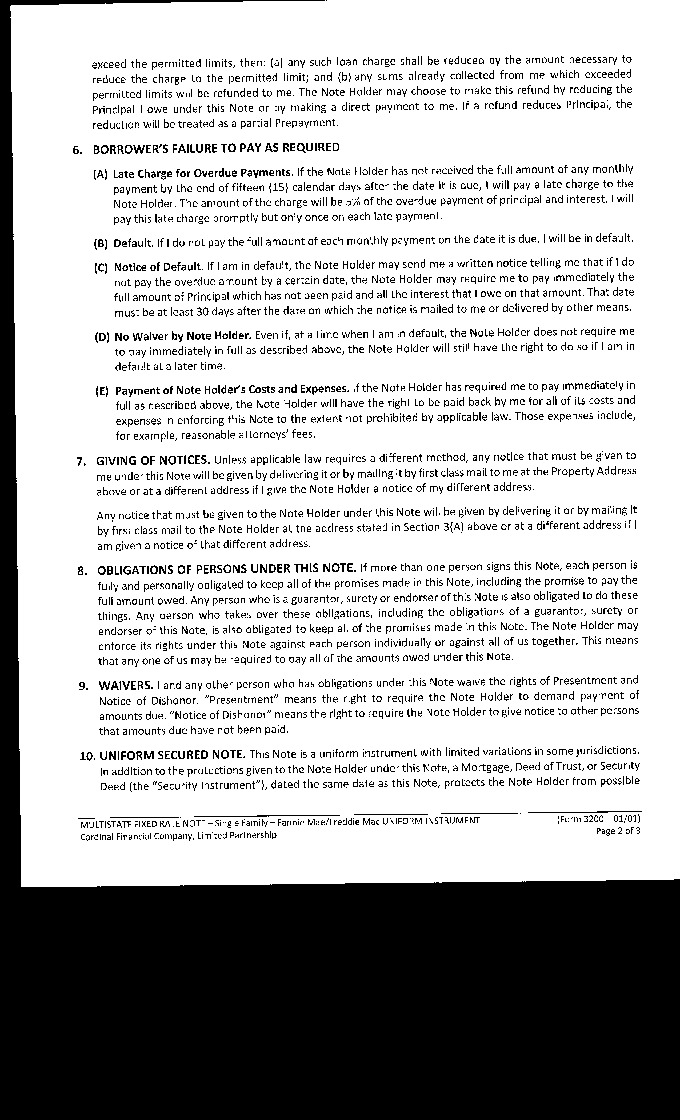 exceed the permitted limits, then: (a) any such loan charge shall be reduced by the amount necessary to
reduce the charge to the permitted limit; and (b) any sums already collected from me which exceeded
permitted limits will be refunded to me. The Note Holder may choose to make this refund by reducing the
Principal I owe under this Note or by making a direct payment to me. If a refund reduces Principal, the
reduction will be treated as a partial Prepayment.
6. BORROWER'S FAILURE TO PAY AS REQUIRED
(A) Late Charge for Overdue Payments. If the Note Holder has not received the full amount of any monthly
payment by the end of fifteen (15) calendar days after the date it is due, I will pay a late charge to the
Note Holder. The amount of the charge will be 5% of the overdue payment of principal and interest. I will
pay this late charge promptly but only once on each late payment.
(B) Default. If I do not pay the full amount of each monthly payment on the date it is due, I will be in default.
(C) Notice of Default. If I am in default, the Note Holder may send me a written notice telling me that if I do
not pay the overdue amount by a certain date, the Note Holder may require me to pay immediately the
full amount of Principal which has not been paid and all the interest that I owe on that amount. That date
must be at least 30 days after the date on which the notice is mailed to me or delivered by other means.
(D) No Waiver by Note Holder. Even if, at a time when I am in default, the Note Holder does not require me
to pay immediately in full as described above, the Note Holder will still have the right to do so if I am in
default at a later time.
(E) Payment of Note Holder's Costs and Expenses. If the Note Holder has required me to pay immediately in
full as described above, the Note Holder will have the right to be paid back by me for all of its costs and
expenses in enforcing this Note to the extent not prohibited by applicable law. Those expenses include,
for example, reasonable attorneys' fees.
7. GIVING OF NOTICES. Unless applicable law requires a different method, any notice that must be given to
me under this Note will be given by delivering it or by mailing it by first class mail to me at the Property Address
above or at a different address if I give the Note Holder a notice of my different address.
Any notice that must be given to the Note Holder under this Note will be given by delivering it or by mailing it
by first class mail to the Note Holder at the address stated in Section 3(A) above or at a different address if I
am given a notice of that different address.
8. OBLIGATIONS OF PERSONS UNDER THIS NOTE. If more than one person signs this Note, each person is
fully and personally obligated to keep all of the promises made in this Note, including the promise to pay the
full amount owed. Any person who is a guarantor, surety or endorser of this Note is also obligated to do these
things. Any person who takes over these obligations, including the obligations of a guarantor, surety or
endorser of this Note, is also obligated to keep all of the promises made in this Note. The Note Holder may
enforce its rights under this Note against each person individually or against all of us together. This means
that any one of us may be required to pay all of the amounts owed under this Note.
9. WAIVERS. I and any other person who has obligations under this Note waive the rights of Presentment and
Notice of Dishonor. "Presentment" means the right to require the Note Holder to demand payment of
amounts due. "Notice of Dishonor" means the right to require the Note Holder to give notice to other persons
that amounts due have not been paid.
10. UNIFORM SECURED NOTE. This Note is a uniform instrument with limited variations in some jurisdictions.
In addition to the protections given to the Note Holder under this Note, a Mortgage, Deed of Trust, or Security
Deed (the "Security Instrument"), dated the same date as this Note, protects the Note Holder from possible
MULTISTATE FIXED RATE NOTE – Single Family – Fannie Mae/Freddie Mac UNIFORM INSTRUMENT (Form 3200 01/01)
Cardinal Financial Company, Limited Partnership Page 2 of 3